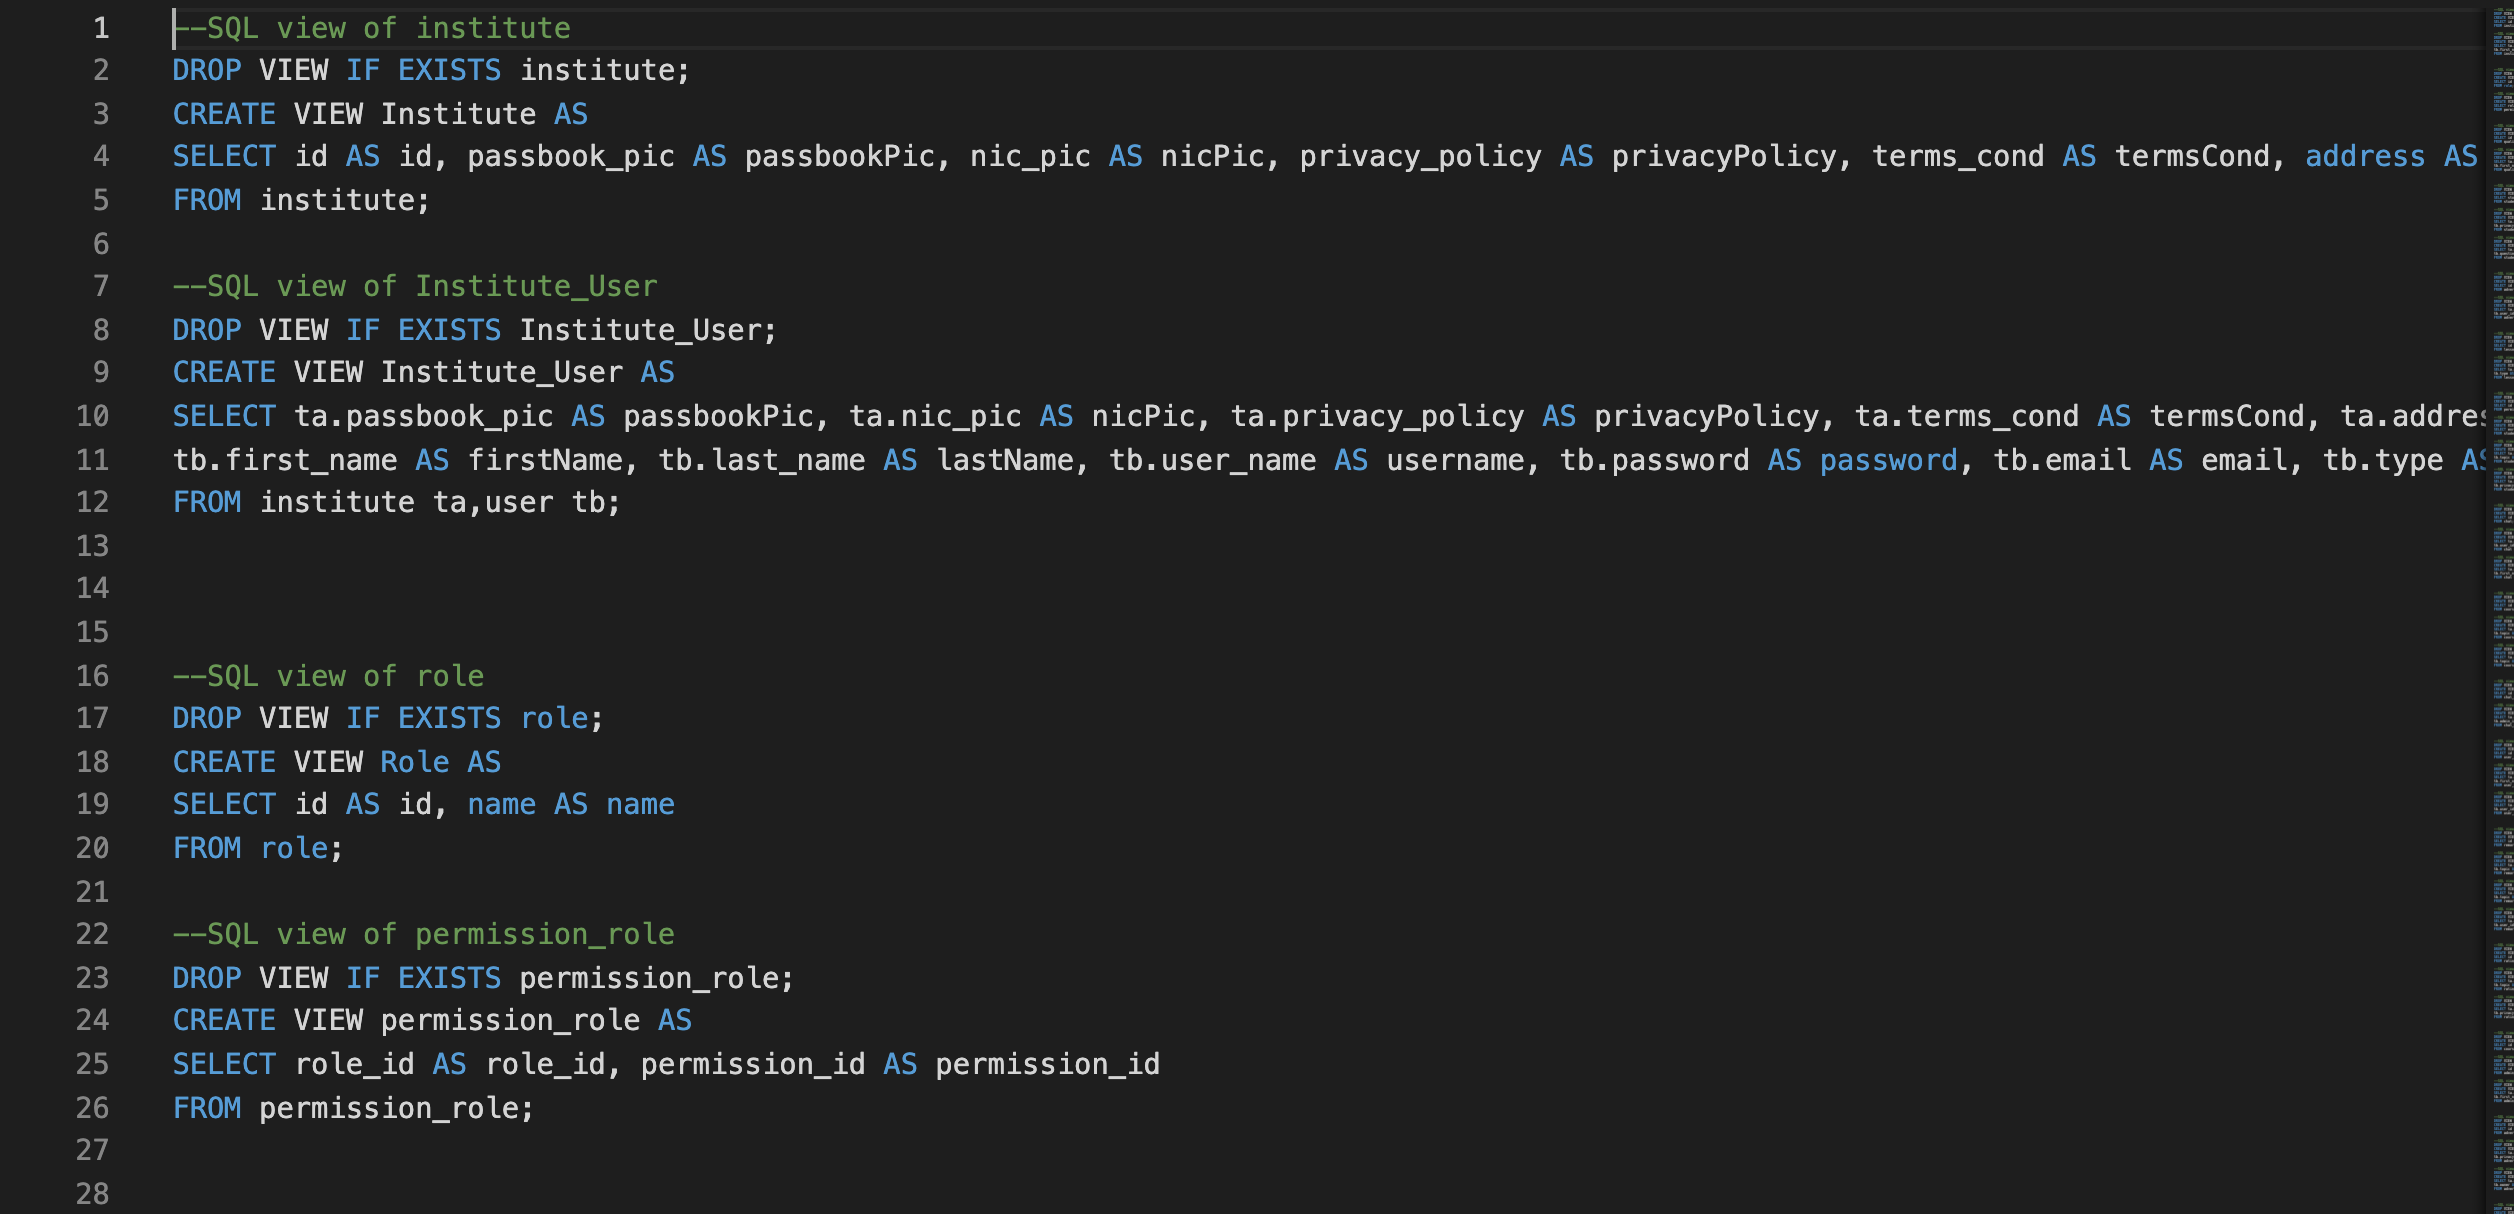 1 --SQL view of institute
2 DROP VIEW IF EXISTS institute;
3 CREATE VIEW Institute AS
4 SELECT id AS id, passbook_pic AS passbookPic, nic_pic AS nicPic, privacy_policy AS privacyPolicy, terms_cond AS termsCond, address AS
5 FROM institute;
6
7 --SQL view of Institute_User
8 DROP VIEW IF EXISTS Institute_User;
9 CREATE VIEW Institute_User AS
10 SELECT ta.passbook_pic AS passbookPic, ta.nic_pic AS nicPic, ta.privacy_policy AS privacyPolicy, ta.terms_cond AS termsCond, ta.addres
11 tb.first_name AS firstName, tb.last_name AS lastName, tb.user_name AS username, tb.password AS password, tb.email AS email, tb.type AS
12 FROM institute ta,user tb;
13
14
15
16 --SQL view of role
17 DROP VIEW IF EXISTS role;
18 CREATE VIEW Role AS
19 SELECT id AS id, name AS name
20 FROM role;
21
22 --SQL view of permission_role
23 DROP VIEW IF EXISTS permission_role;
24 CREATE VIEW permission_role AS
25 SELECT role_id AS role_id, permission_id AS permission_id
26 FROM permission_role;
27
28